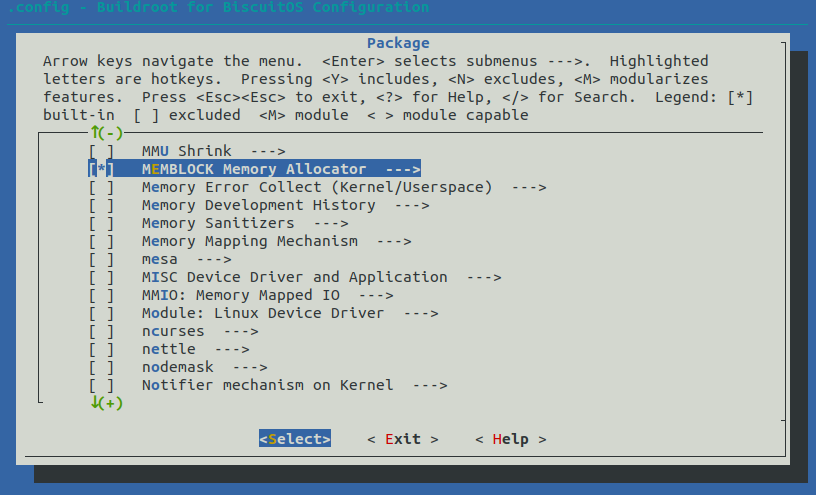 .config - Buildroot for BiscuitOS Configuration
Package
Arrow keys navigate the menu.  <Enter> selects submenus --->.  Highlighted
letters are hotkeys.  Pressing <Y> includes, <N> excludes, <M> modularizes
features.  Press <Esc><Esc> to exit, <?> for Help, </> for Search.  Legend: [*]
built-in  [ ] excluded  <M> module  < > module capable
↑(-)
[ ]   MMU Shrink  --->
[*]   MEMBLOCK Memory Allocator  --->
[ ]   Memory Error Collect (Kernel/Userspace)  --->
[ ]   Memory Development History  --->
[ ]   Memory Sanitizers  --->
[ ]   Memory Mapping Mechanism  --->
[ ]   mesa  --->
[ ]   MISC Device Driver and Application  --->
[ ]   MMIO: Memory Mapped IO  --->
[ ]   Module: Linux Device Driver  --->
[ ]   ncurses  --->
[ ]   nettle  --->
[ ]   nodemask  --->
[ ]   Notifier mechanism on Kernel  --->
↓(+)
<Select>    < Exit >    < Help >